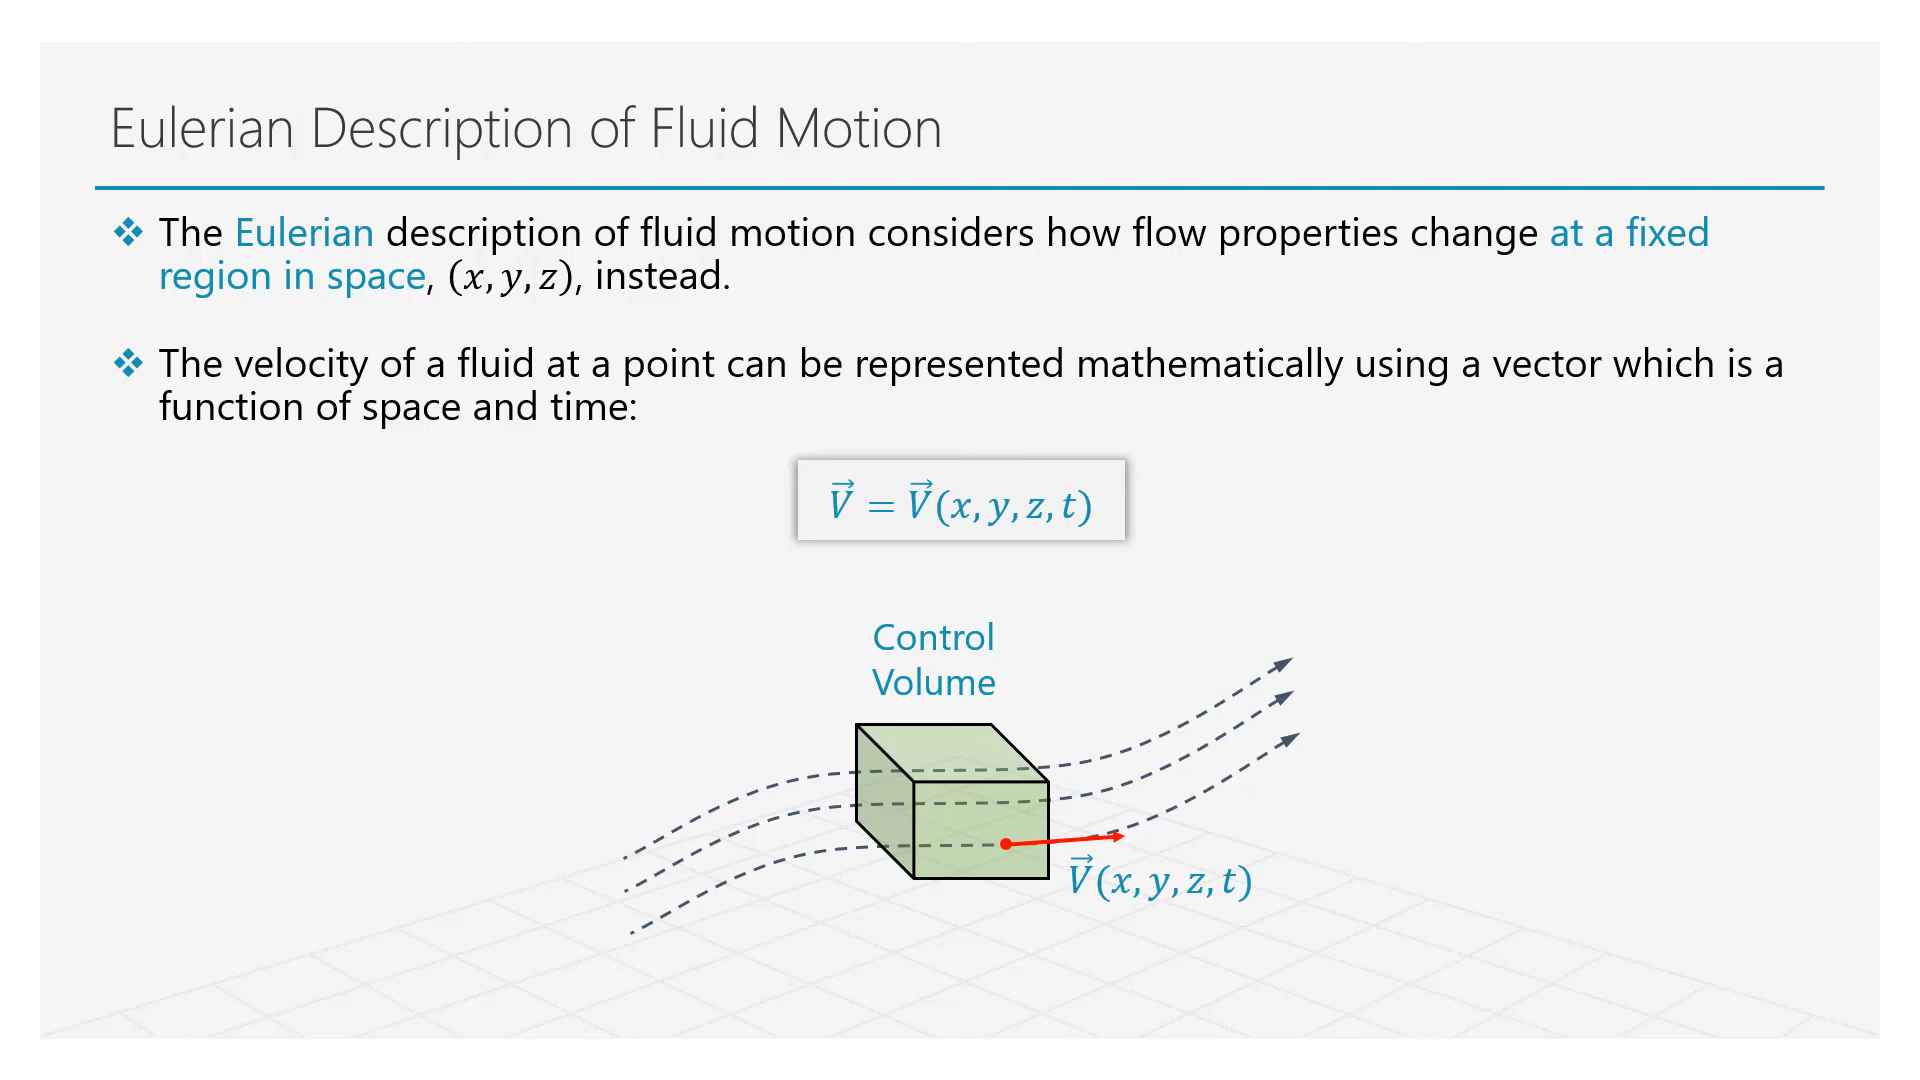 Eulerian Description of Fluid Motion
❖ The Eulerian description of fluid motion considers how flow properties change at a fixed
region in space, (x, y, z), instead.
❖ The velocity of a fluid at a point can be represented mathematically using a vector which is a
function of space and time:
V⃗ = V⃗(x, y, z, t)
Control
Volume
V⃗(x, y, z, t)